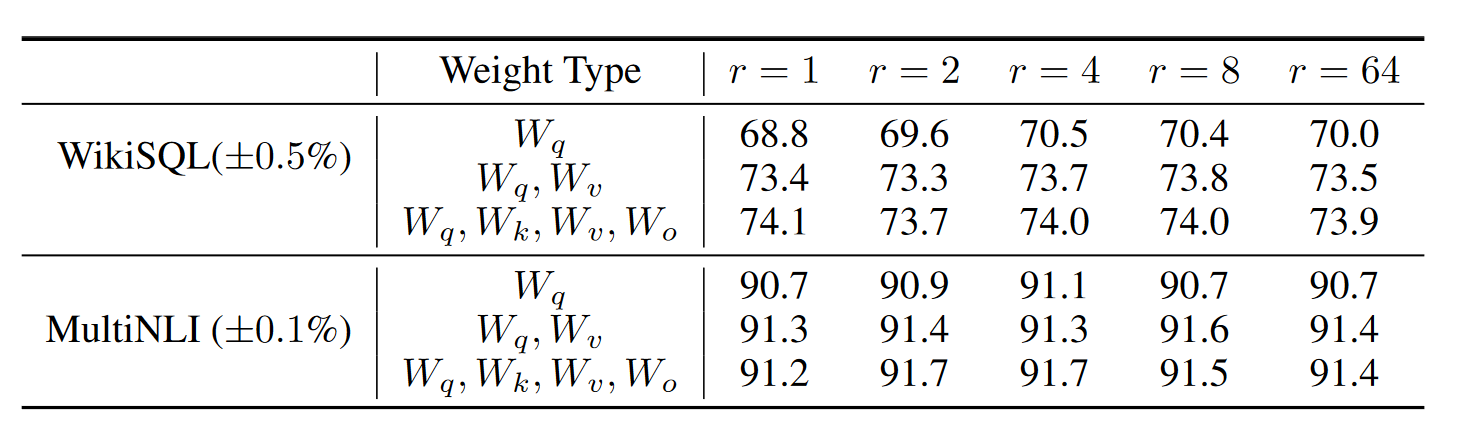 Weight Type r = 1 r = 2 r = 4 r = 8 r = 64
WikiSQL(±0.5%) W_q 68.8 69.6 70.5 70.4 70.0
W_q, W_v 73.4 73.3 73.7 73.8 73.5
W_q, W_k, W_v, W_o 74.1 73.7 74.0 74.0 73.9
MultiNLI (±0.1%) W_q 90.7 90.9 91.1 90.7 90.7
W_q, W_v 91.3 91.4 91.3 91.6 91.4
W_q, W_k, W_v, W_o 91.2 91.7 91.7 91.5 91.4